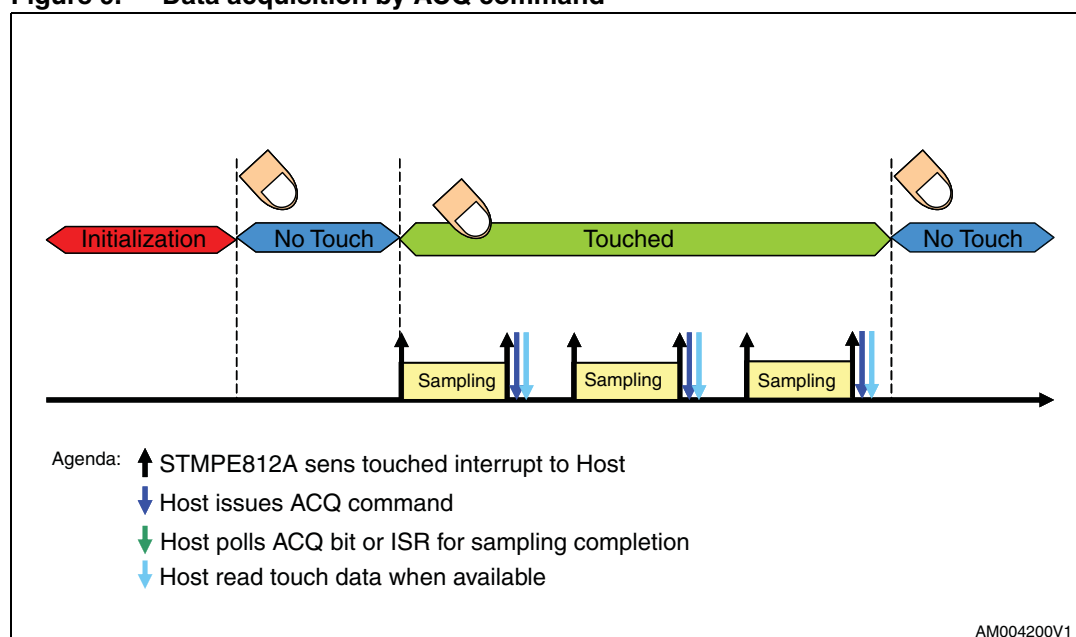 Figure 9. Data acquisition by ACQ command
Initialization No Touch Touched No Touch
Sampling Sampling Sampling
Agenda: STMPE812A sens touched interrupt to Host
Host issues ACQ command
Host polls ACQ bit or ISR for sampling completion
Host read touch data when available
AM004200V1